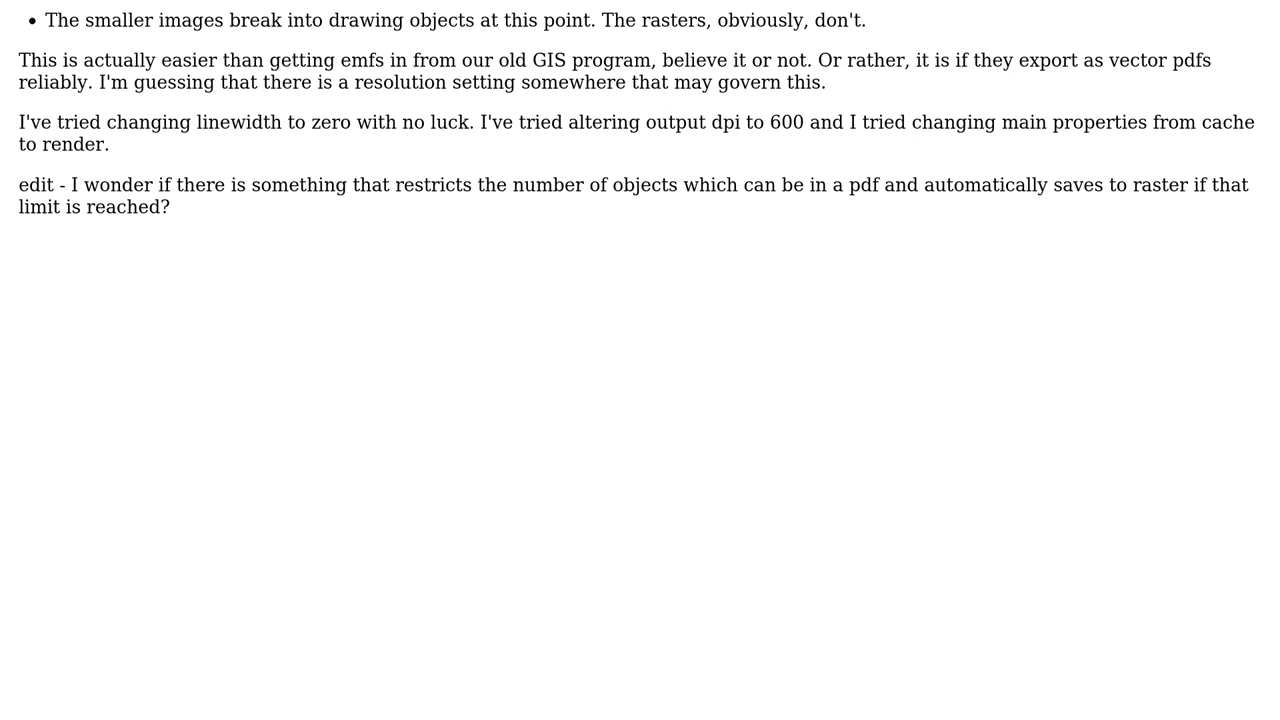 The smaller images break into drawing objects at this point. The rasters, obviously, don't.
This is actually easier than getting emfs in from our old GIS program, believe it or not. Or rather, it is if they export as vector pdfs
reliably. I'm guessing that there is a resolution setting somewhere that may govern this.
I've tried changing linewidth to zero with no luck. I've tried altering output dpi to 600 and I tried changing main properties from cache
to render.
edit - I wonder if there is something that restricts the number of objects which can be in a pdf and automatically saves to raster if that
limit is reached?